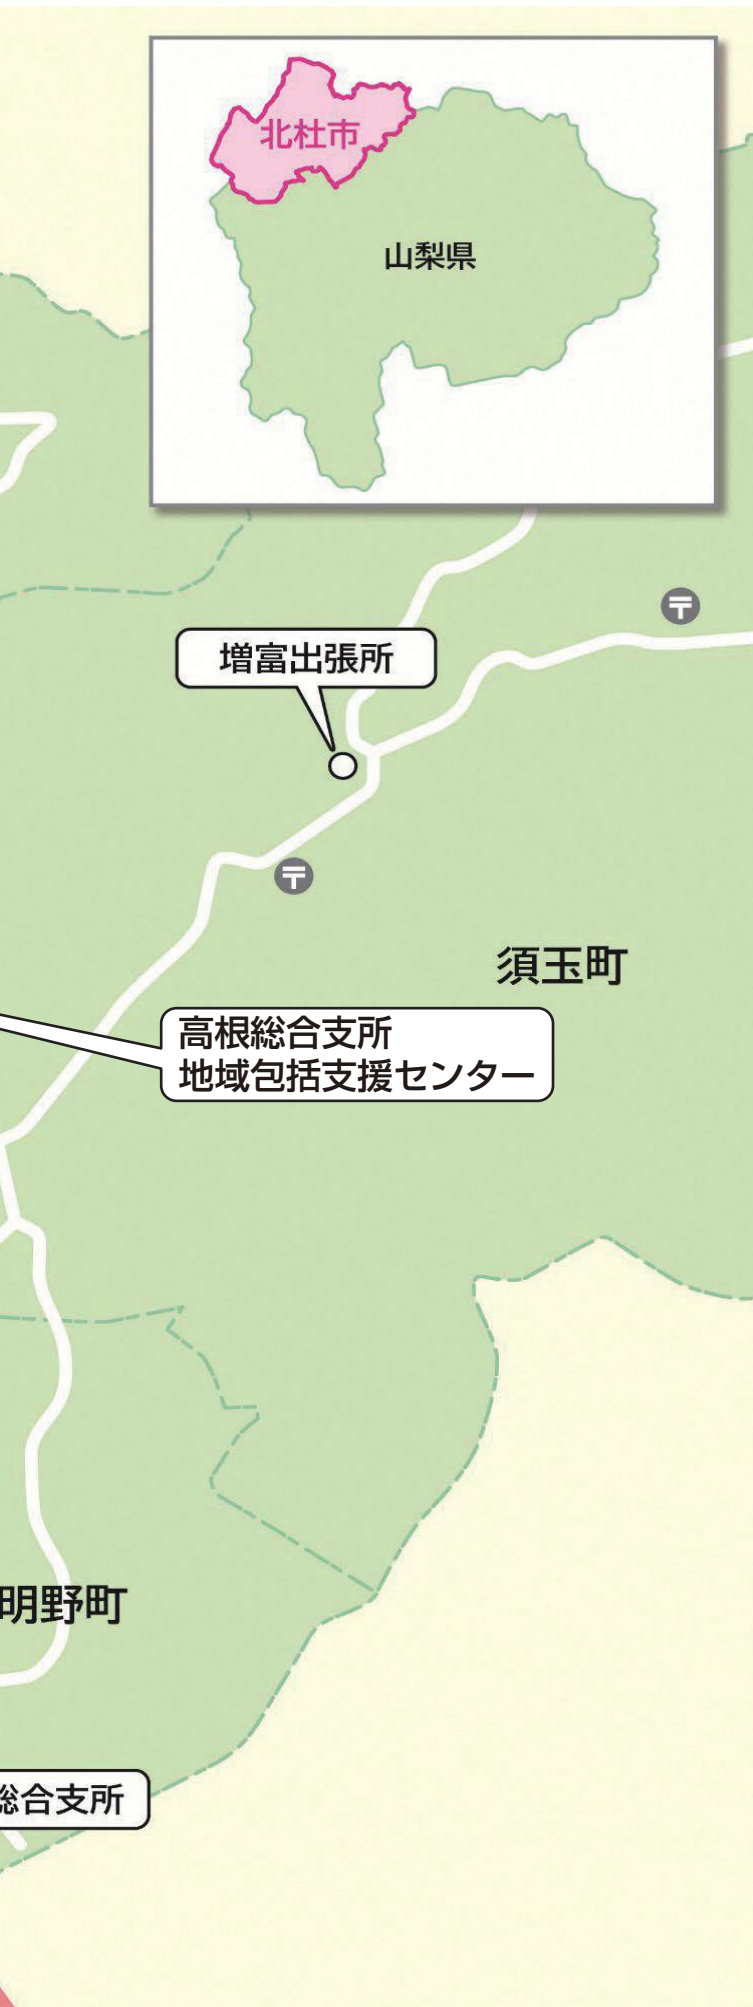 北杜市
山梨県
〒
増富出張所
〒
須玉町
高根総合支所
地域包括支援センター
明野町
総合支所